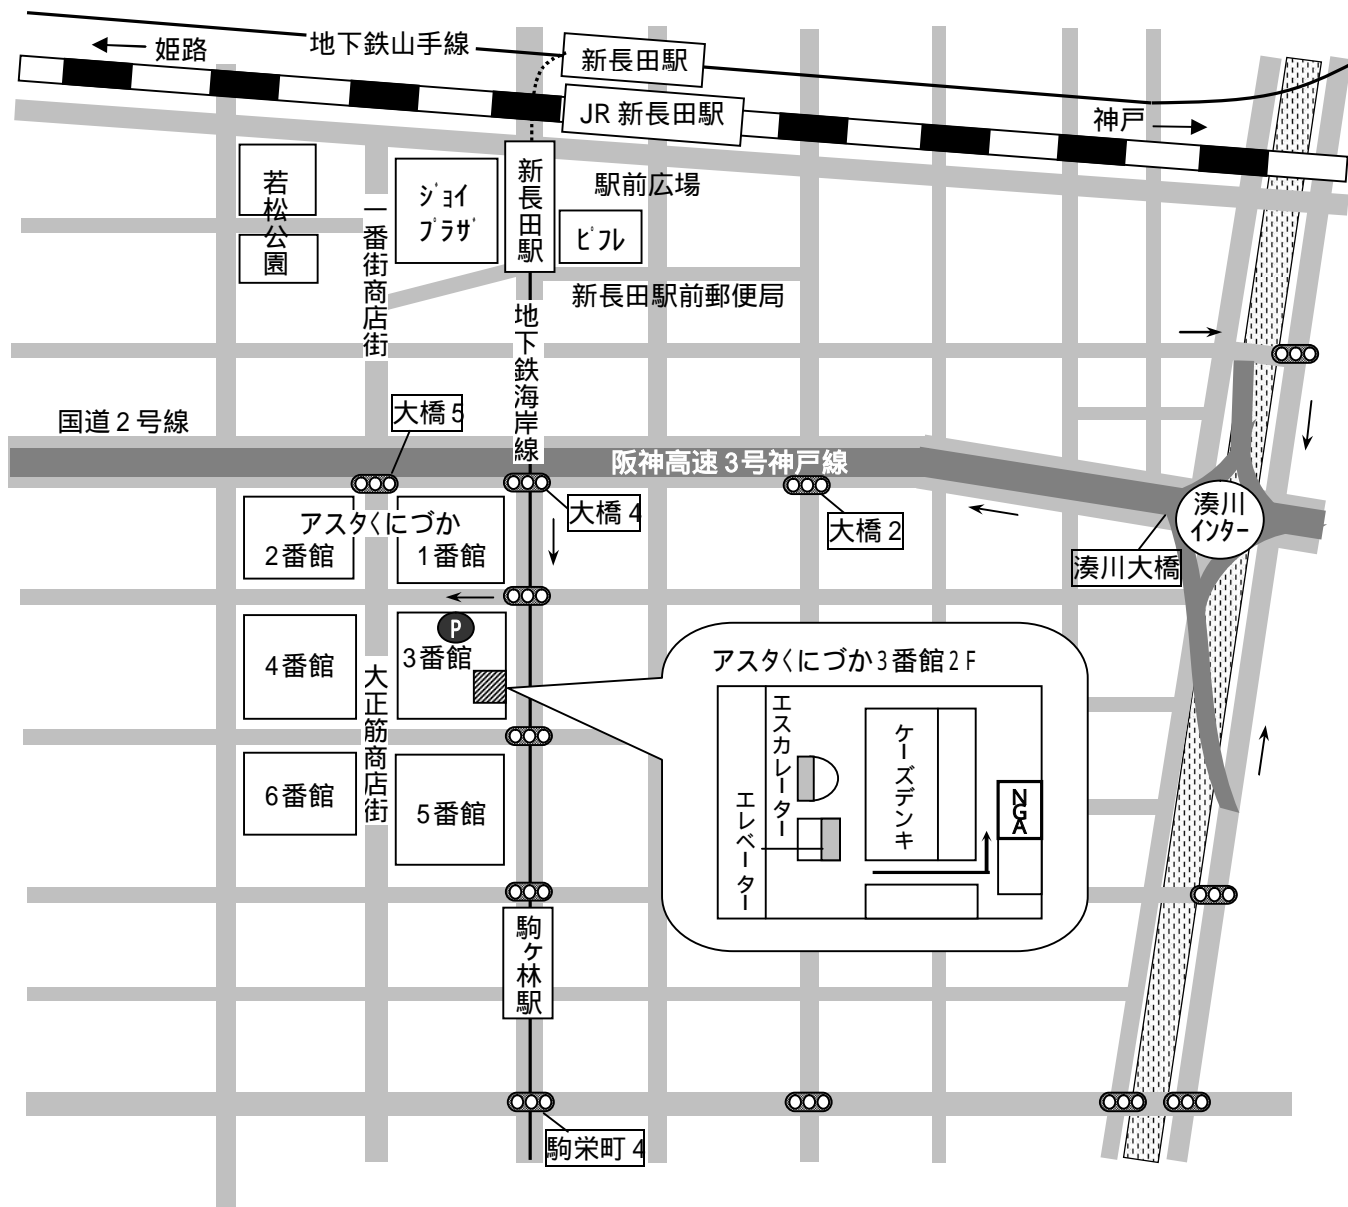 姫路
地下鉄山手線
新長田駅
JR 新長田駅
神戸
若松公園
一番街商店街
ジョイ
プラザ
新長田駅
駅前広場
ピフレ
新長田駅前郵便局
地下鉄海岸線
国道2号線
大橋5
阪神高速3号神戸線
大橋4
大橋2
湊川
インター
湊川大橋
アスタくにづか
2番館
1番館
4番館
P
3番館
大正筋商店街
6番館
5番館
アスタくにづか3番館2F
エスカレーター
エレベーター
ケーズデンキ
NGA
駒ヶ林駅
駒栄町4